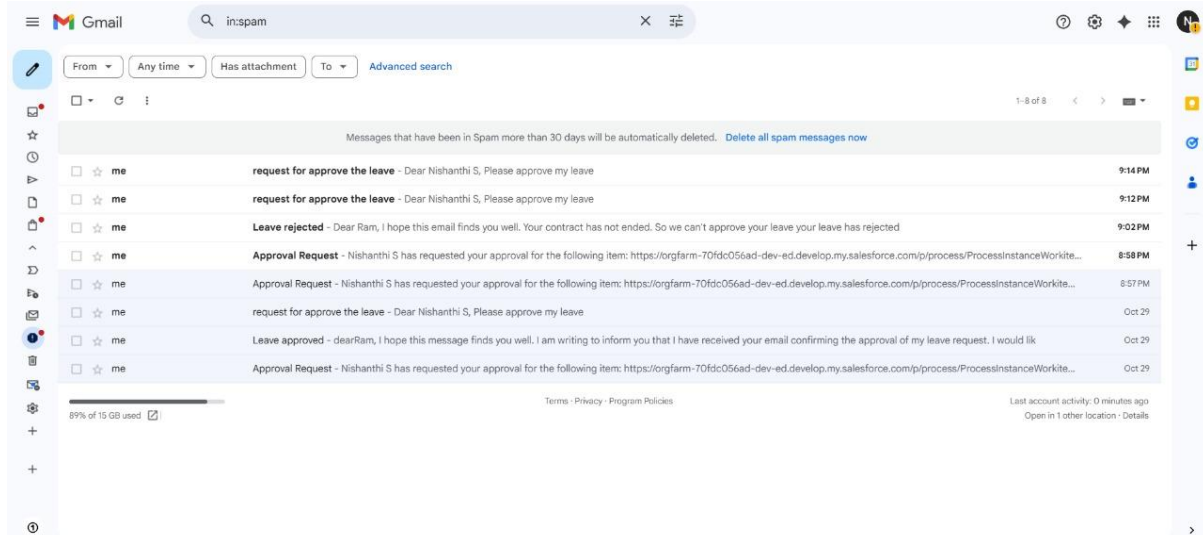 Gmail
in:spam
From Any time Has attachment To Advanced search
1–8 of 8
Messages that have been in Spam more than 30 days will be automatically deleted. Delete all spam messages now
me request for approve the leave - Dear Nishanthi S, Please approve my leave 9:14 PM
me request for approve the leave - Dear Nishanthi S, Please approve my leave 9:12 PM
me Leave rejected - Dear Ram, I hope this email finds you well. Your contract has not ended. So we can't approve your leave your leave has rejected 9:02 PM
me Approval Request - Nishanthi S has requested your approval for the following item: https://orgfarm-70fdc056ad-dev-ed.develop.my.salesforce.com/p/process/ProcessInstanceWorkite... 8:58 PM
me Approval Request - Nishanthi S has requested your approval for the following item: https://orgfarm-70fdc056ad-dev-ed.develop.my.salesforce.com/p/process/ProcessInstanceWorkite... 8:57 PM
me request for approve the leave - Dear Nishanthi S, Please approve my leave Oct 29
me Leave approved - dearRam, I hope this message finds you well. I am writing to inform you that I have received your email confirming the approval of my leave request. I would lik Oct 29
me Approval Request - Nishanthi S has requested your approval for the following item: https://orgfarm-70fdc056ad-dev-ed.develop.my.salesforce.com/p/process/ProcessInstanceWorkite... Oct 29
Terms · Privacy · Program Policies Last account activity: 0 minutes ago
89% of 15 GB used Open in 1 other location · Details